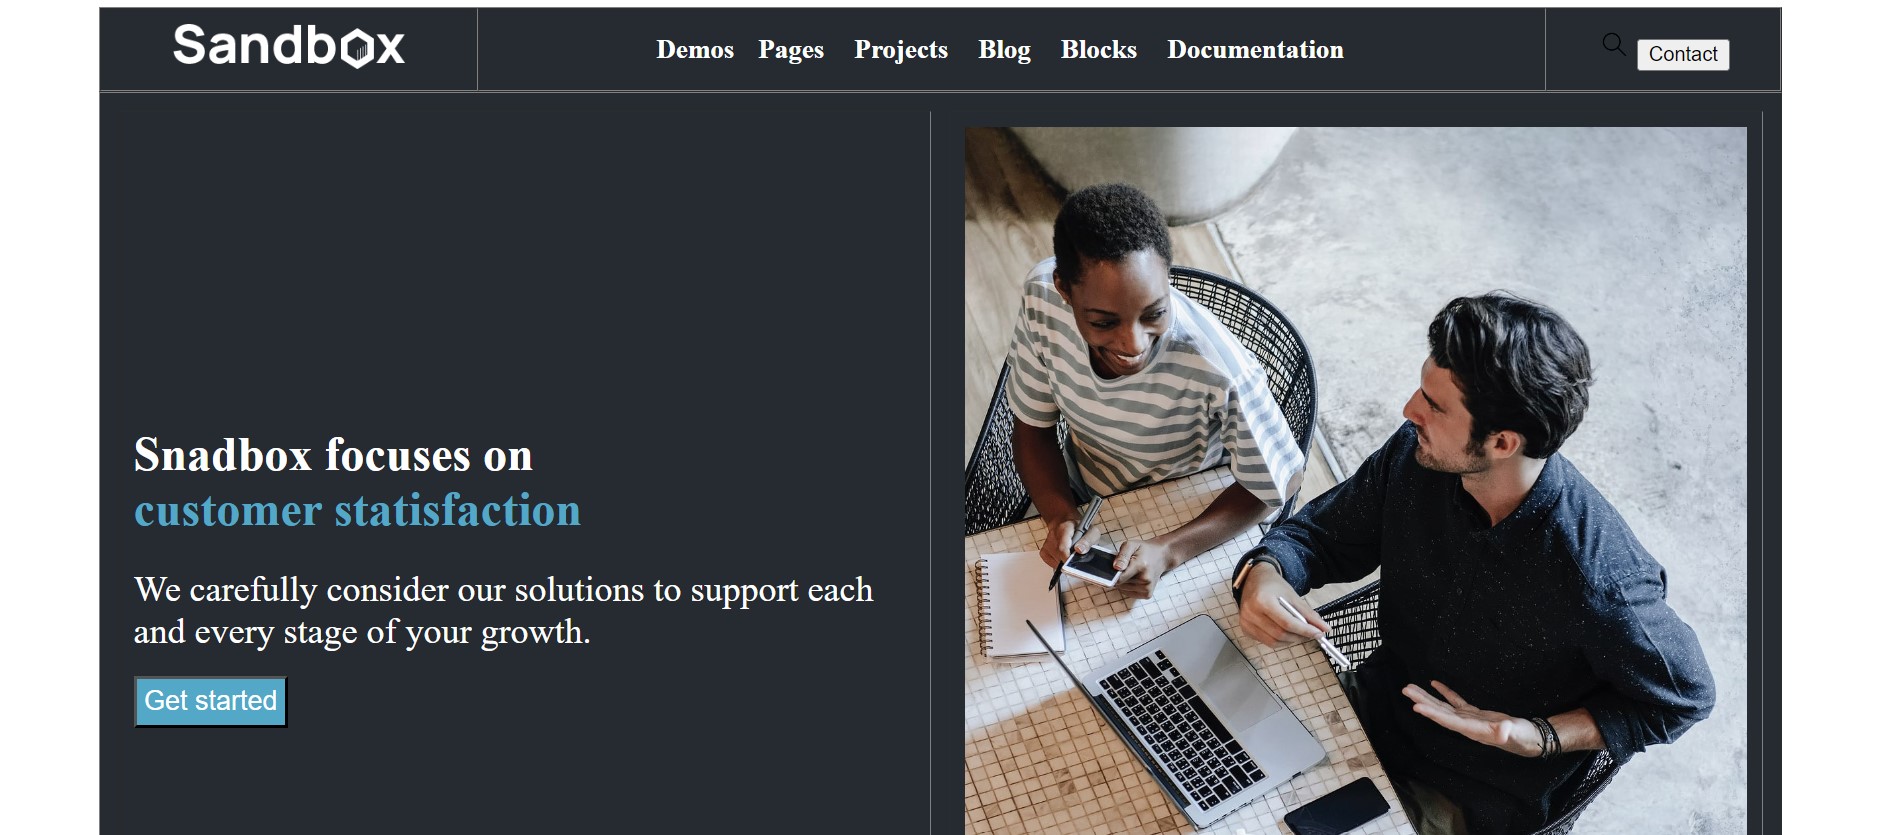 Sandbox
Demos Pages Projects Blog Blocks Documentation
Contact
Snadbox focuses on
customer statisfaction
We carefully consider our solutions to support each
and every stage of your growth.
Get started